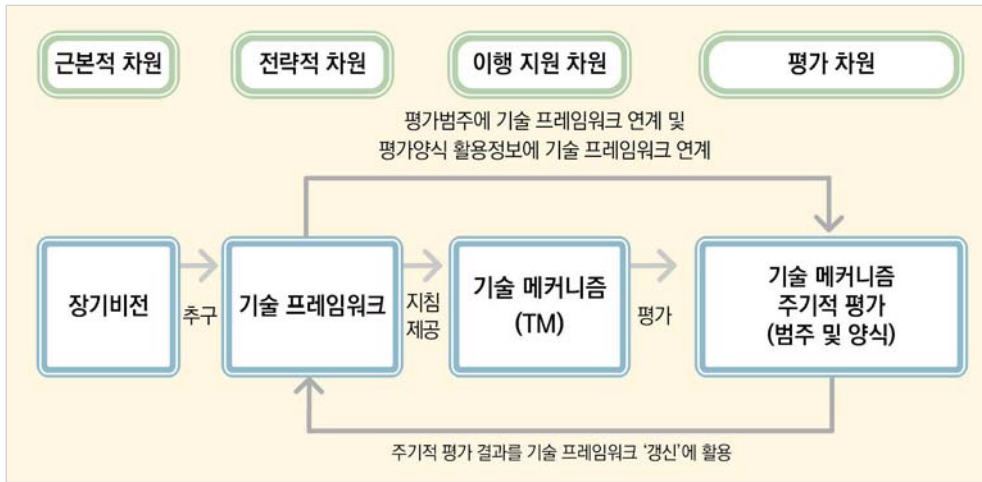 근본적 차원
전략적 차원
이행 지원 차원
평가 차원
평가범주에 기술 프레임워크 연계 및
평가양식 활용정보에 기술 프레임워크 연계
장기비전
추구
기술 프레임워크
지침
제공
기술 메커니즘
(TM)
평가
기술 메커니즘
주기적 평가
(범주 및 양식)
주기적 평가 결과를 기술 프레임워크 ‘갱신’에 활용